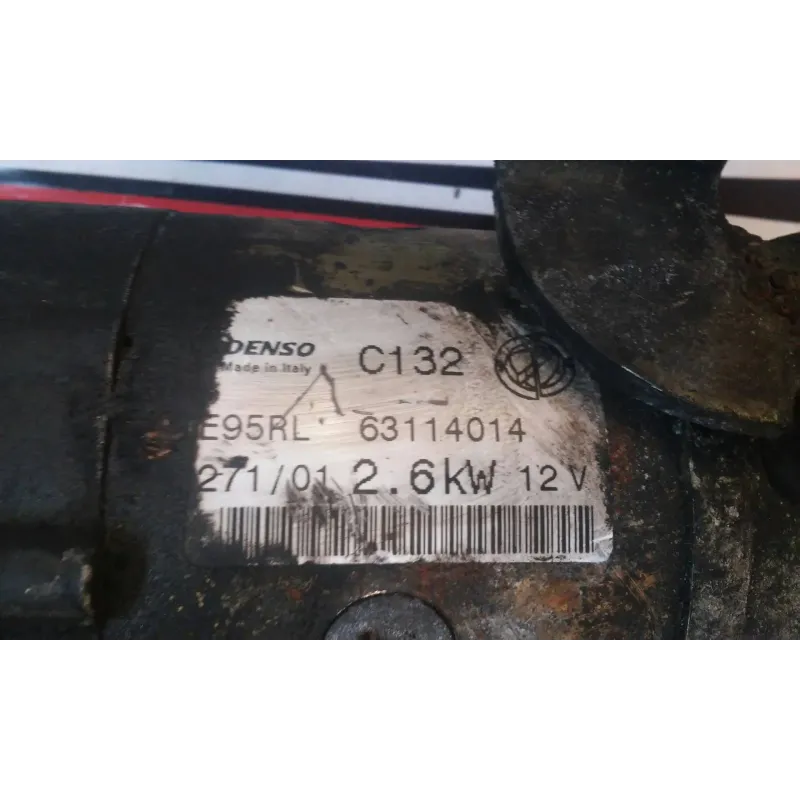 DENSO C132
Made in Italy
E95RL 63114014
271/01 2.6kW 12V